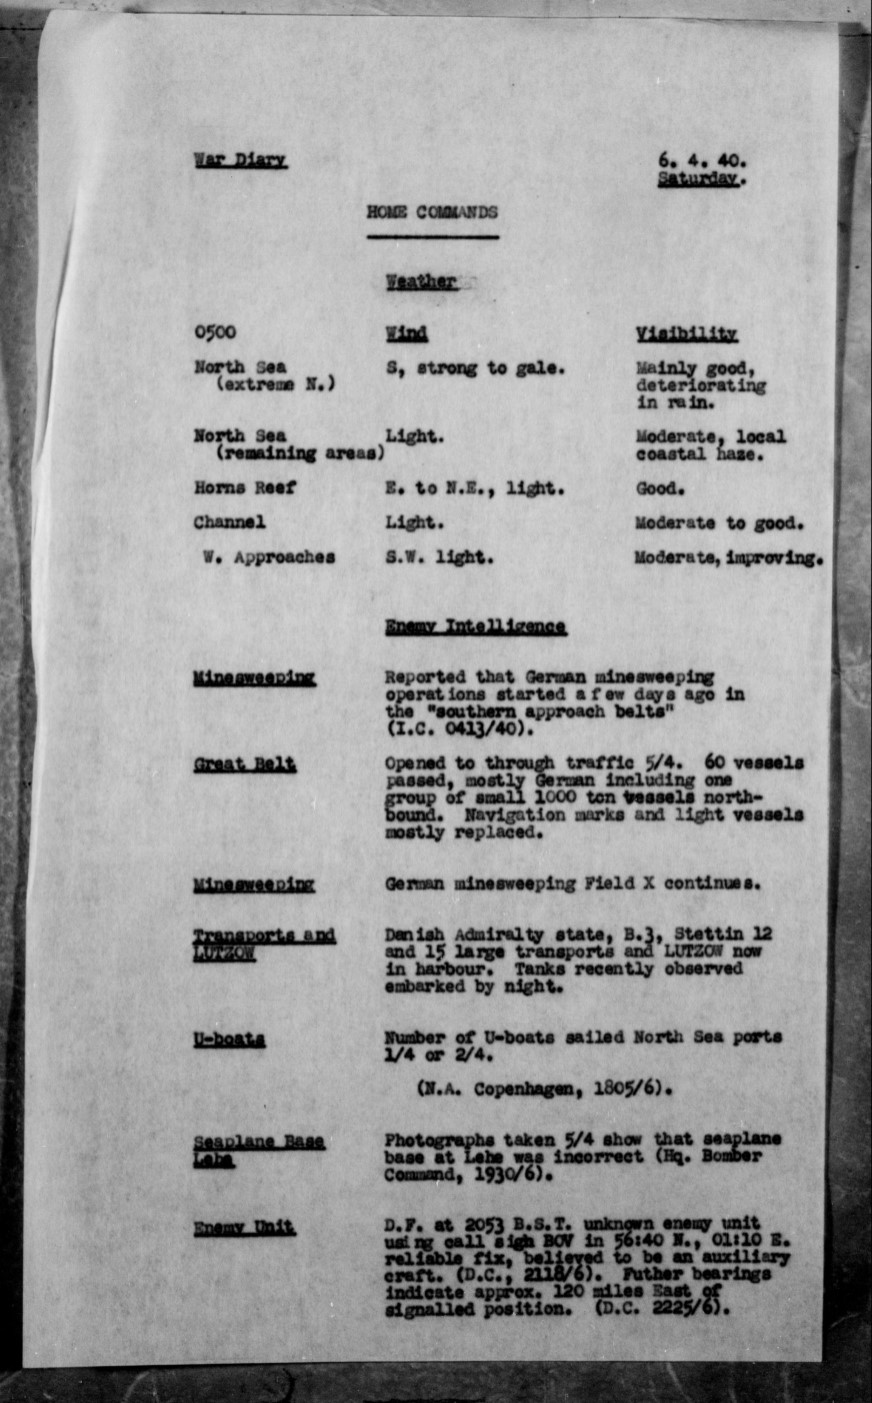 War Diary 6. 4. 40.
Saturday.
HOME COMMANDS
Weather
0500 Wind Visibility
North Sea S, strong to gale. Mainly good,
(extreme N.) deteriorating
in rain.
North Sea Light. Moderate, local
(remaining areas) coastal haze.
Horns Reef E. to N.E., light. Good.
Channel Light. Moderate to good.
W. Approaches S.W. light. Moderate, improving.
Enemy Intelligence
Minesweeping Reported that German minesweeping
operations started a few days ago in
the "southern approach belts"
(I.C. 0413/40).
Great Belt Opened to through traffic 5/4. 60 vessels
passed, mostly German including one
group of small 1000 ton vessels north-
bound. Navigation marks and light vessels
mostly replaced.
Minesweeping German minesweeping Field X continues.
Transports and Danish Admiralty state, B.3, Stettin 12
LUTZOW and 15 large transports and LUTZOW now
in harbour. Tanks recently observed
embarked by night.
U-boats Number of U-boats sailed North Sea ports
1/4 or 2/4.
(N.A. Copenhagen, 1805/6).
Seaplane Base Photographs taken 5/4 show that seaplane
Lehe base at Lehe was incorrect (Hq. Bomber
Command, 1930/6).
Enemy Unit D.F. at 2053 B.S.T. unknown enemy unit
using call sigh BOV in 56:40 N., 01:10 E.
reliable fix, believed to be an auxiliary
craft. (D.C., 2118/6). Futher bearings
indicate approx. 120 miles East of
signalled position. (D.C. 2225/6).